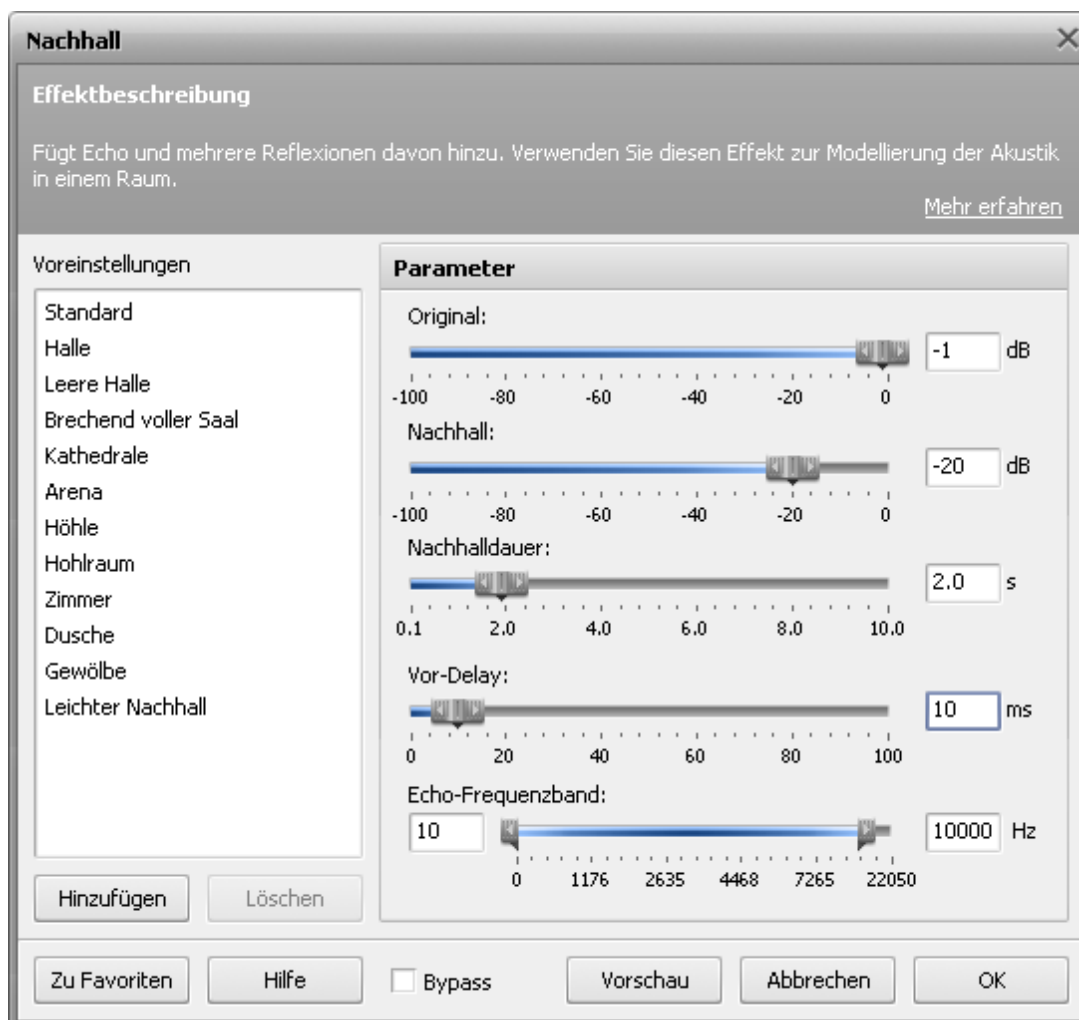 Nachhall
Effektbeschreibung
Fügt Echo und mehrere Reflexionen davon hinzu. Verwenden Sie diesen Effekt zur Modellierung der Akustik
in einem Raum.
Mehr erfahren
Voreinstellungen
Standard
Halle
Leere Halle
Brechend voller Saal
Kathedrale
Arena
Höhle
Hohlraum
Zimmer
Dusche
Gewölbe
Leichter Nachhall
Hinzufügen
Löschen
Parameter
Original:
-1 dB
-100 -80 -60 -40 -20 0
Nachhall:
-20 dB
-100 -80 -60 -40 -20 0
Nachhalldauer:
2.0 s
0.1 2.0 4.0 6.0 8.0 10.0
Vor-Delay:
10 ms
0 20 40 60 80 100
Echo-Frequenzband:
10 10000 Hz
0 1176 2635 4468 7265 22050
Zu Favoriten Hilfe Bypass Vorschau Abbrechen OK